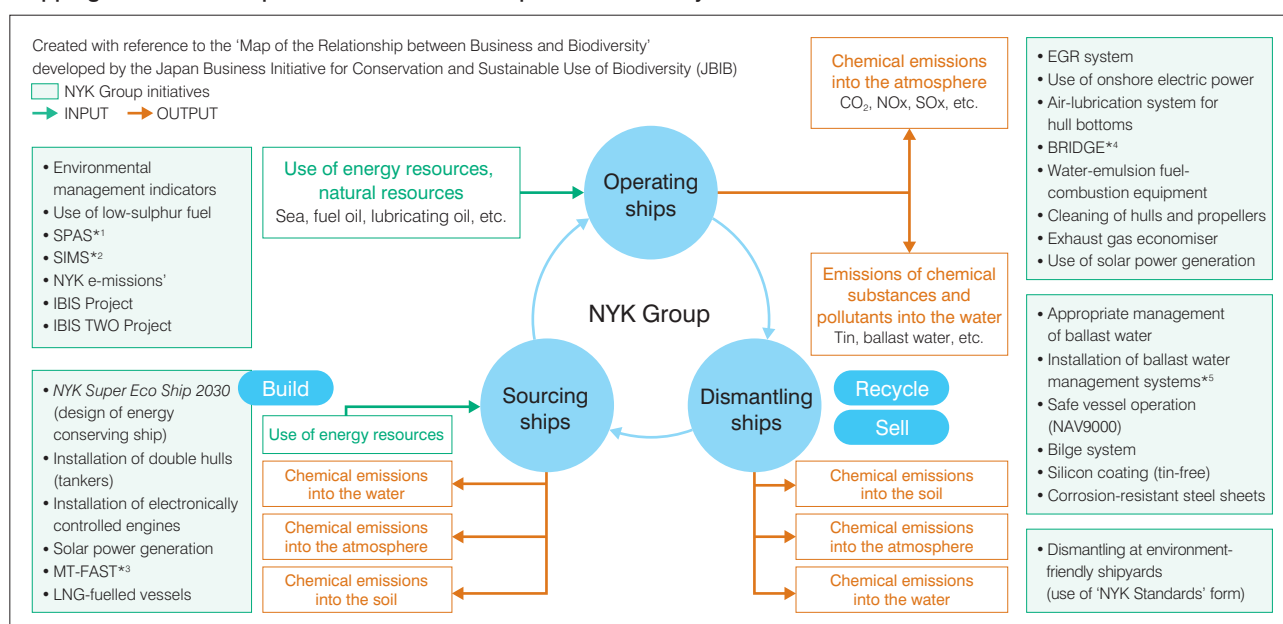 Created with reference to the ‘Map of the Relationship between Business and Biodiversity’
developed by the Japan Business Initiative for Conservation and Sustainable Use of Biodiversity (JBIB)
NYK Group initiatives
INPUT OUTPUT
• Environmental
management indicators
• Use of low-sulphur fuel
• SPAS*1
• SIMS*2
• NYK e-missions’
• IBIS Project
• IBIS TWO Project
Use of energy resources,
natural resources
Sea, fuel oil, lubricating oil, etc.
Operating
ships
Chemical emissions
into the atmosphere
CO₂, NOx, SOx, etc.
• EGR system
• Use of onshore electric power
• Air-lubrication system for
hull bottoms
• BRIDGE*4
• Water-emulsion fuel-
combustion equipment
• Cleaning of hulls and propellers
• Exhaust gas economiser
• Use of solar power generation
Emissions of chemical
substances and
pollutants into the water
Tin, ballast water, etc.
NYK Group
• Appropriate management
of ballast water
• Installation of ballast water
management systems*5
• Safe vessel operation
(NAV9000)
• Bilge system
• Silicon coating (tin-free)
• Corrosion-resistant steel sheets
• NYK Super Eco Ship 2030
(design of energy
conserving ship)
• Installation of double hulls
(tankers)
• Installation of electronically
controlled engines
• Solar power generation
• MT-FAST*3
• LNG-fuelled vessels
Build
Use of energy resources
Sourcing
ships
Dismantling
ships
Recycle
Sell
Chemical emissions
into the water
Chemical emissions
into the atmosphere
Chemical emissions
into the soil
Chemical emissions
into the soil
Chemical emissions
into the atmosphere
Chemical emissions
into the water
• Dismantling at environment-
friendly shipyards
(use of ‘NYK Standards’ form)